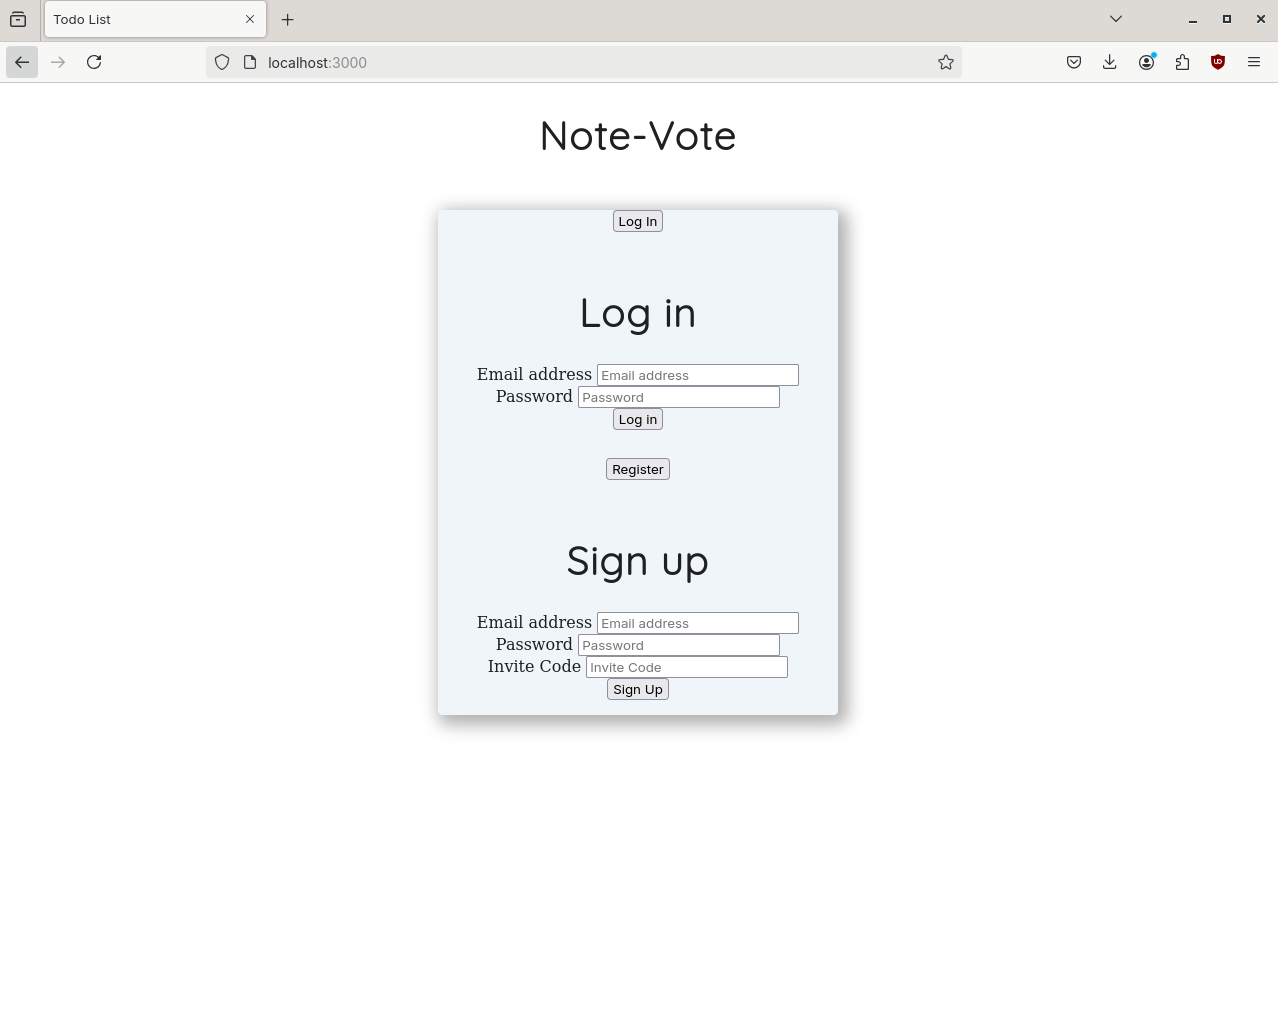 Todo List
localhost:3000
Note-Vote
Log In
Log in
Email address Email address
Password Password
Log in
Register
Sign up
Email address Email address
Password Password
Invite Code Invite Code
Sign Up